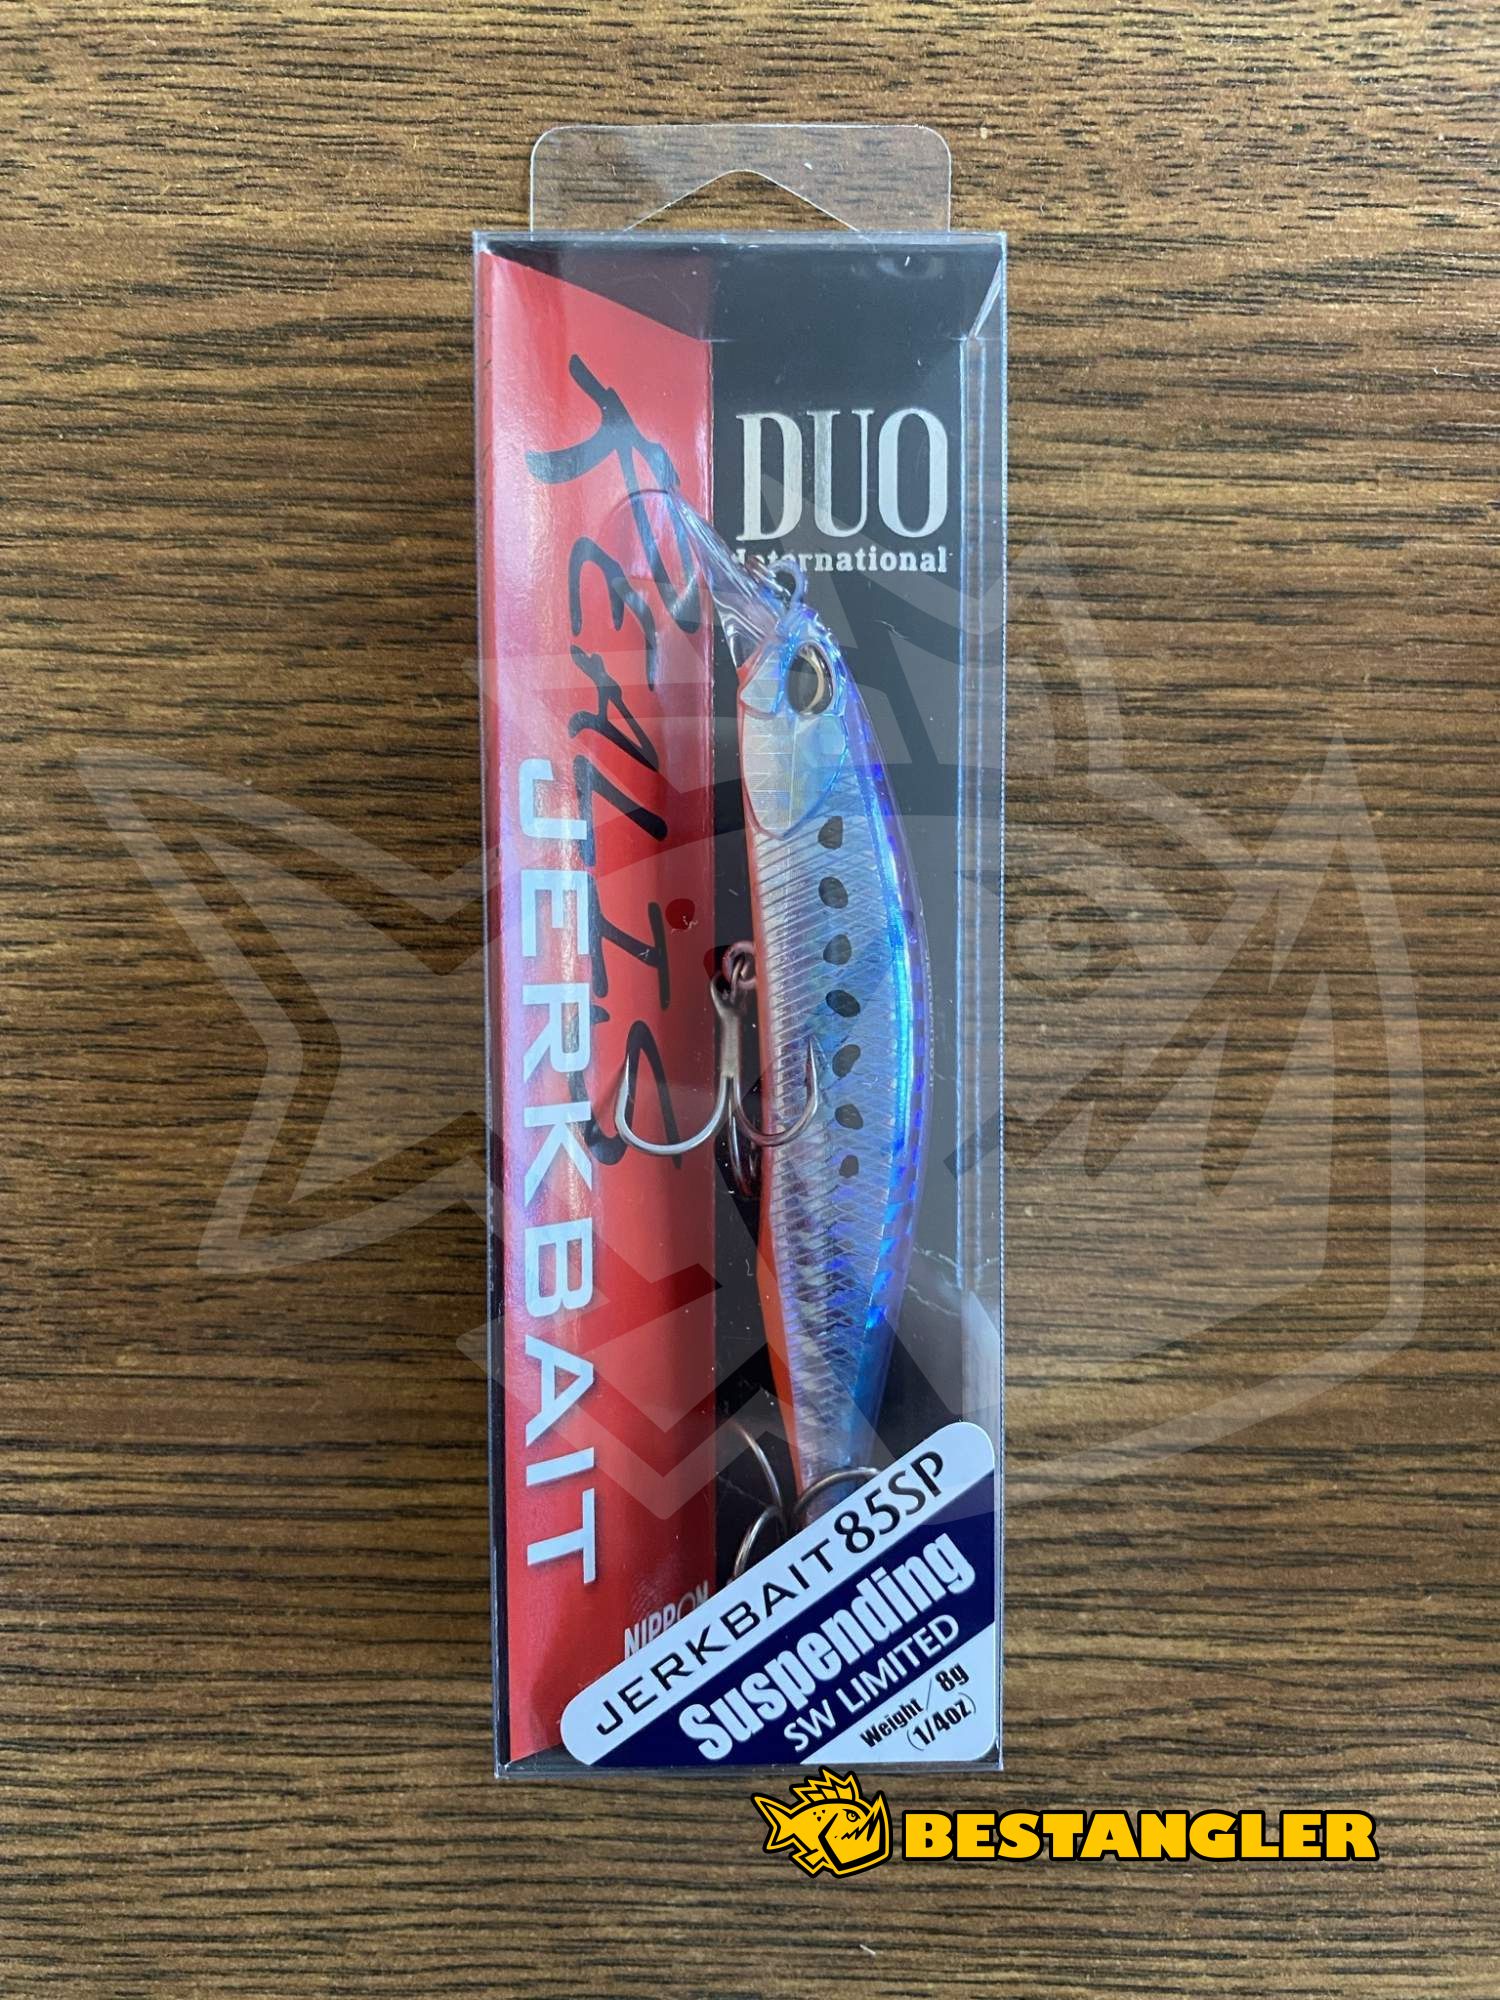 DUO
International
REALIS
JERKBAIT
NIPPON
JERKBAIT 85SP
Suspending
SW LIMITED
Weight/8g
(1/4oz)
BESTANGLER